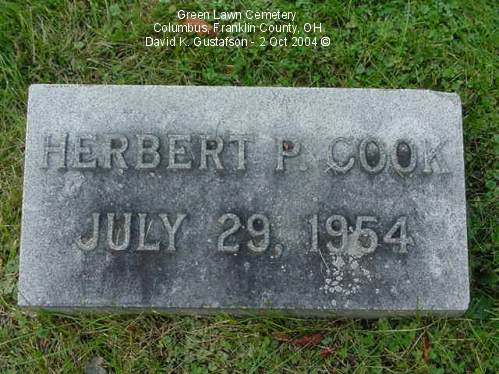 Green Lawn Cemetery
Columbus, Franklin County, OH
David K. Gustafson - 2 Oct 2004 ©
HERBERT P. COOK
JULY 29, 1954